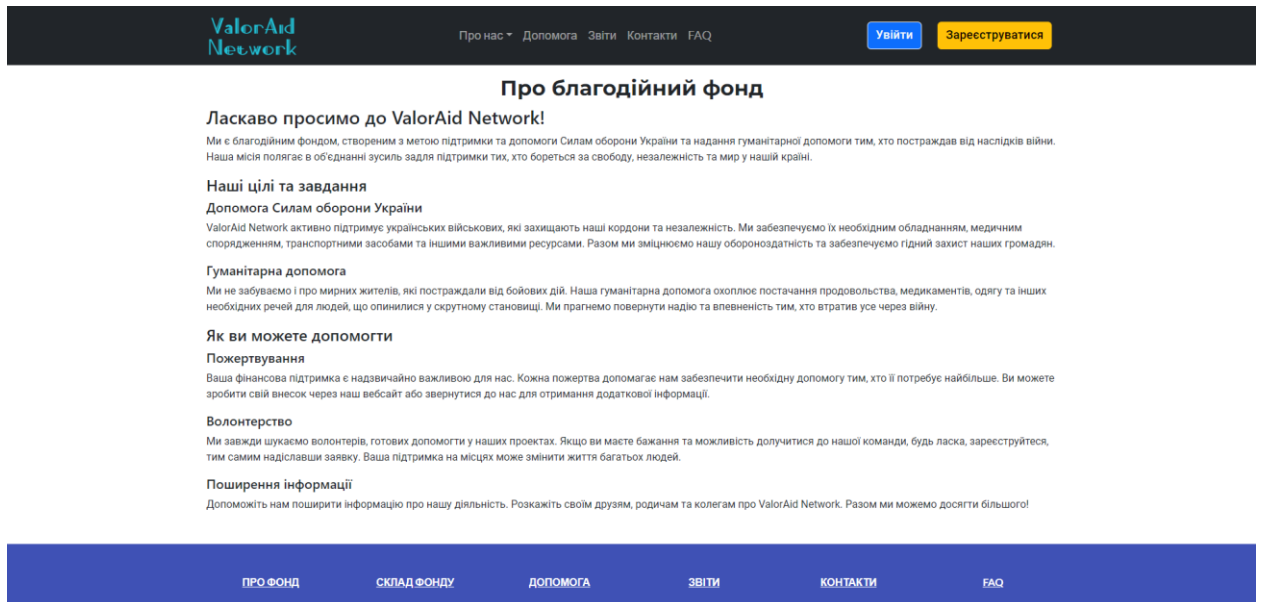 ValorAid
Network
Про нас Допомога Звіти Контакти FAQ
Увійти
Зареєструватися
Про благодійний фонд
Ласкаво просимо до ValorAid Network!
Ми є благодійним фондом, створеним з метою підтримки та допомоги Силам оборони України та надання гуманітарної допомоги тим, хто постраждав від наслідків війни.
Наша місія полягає в об'єднанні зусиль задля підтримки тих, хто бореться за свободу, незалежність та мир у нашій країні.
Наші цілі та завдання
Допомога Силам оборони України
ValorAid Network активно підтримує українських військових, які захищають наші кордони та незалежність. Ми забезпечуємо їх необхідним обладнанням, медичним
спорядженням, транспортними засобами та іншими важливими ресурсами. Разом ми зміцнюємо нашу обороноздатність та забезпечуємо гідний захист наших громадян.
Гуманітарна допомога
Ми не забуваємо і про мирних жителів, які постраждали від бойових дій. Наша гуманітарна допомога охоплює постачання продовольства, медикаментів, одягу та інших
необхідних речей для людей, що опинилися у скрутному становищі. Ми прагнемо повернути надію та впевненість тим, хто втратив усе через війну.
Як ви можете допомогти
Пожертвування
Ваша фінансова підтримка є надзвичайно важливою для нас. Кожна пожертва допомагає нам забезпечити необхідну допомогу тим, хто її потребує найбільше. Ви можете
зробити свій внесок через наш вебсайт або звернутися до нас для отримання додаткової інформації.
Волонтерство
Ми завжди шукаємо волонтерів, готових допомогти у наших проектах. Якщо ви маєте бажання та можливість долучитися до нашої команди, будь ласка, зареєструйтеся,
тим самим надіславши заявку. Ваша підтримка на місцях може змінити життя багатьох людей.
Поширення інформації
Допоможіть нам поширити інформацію про нашу діяльність. Розкажіть своїм друзям, родичам та колегам про ValorAid Network. Разом ми можемо досягти більшого!
ПРО ФОНД СКЛАД ФОНДУ ДОПОМОГА ЗВІТИ КОНТАКТИ FAQ